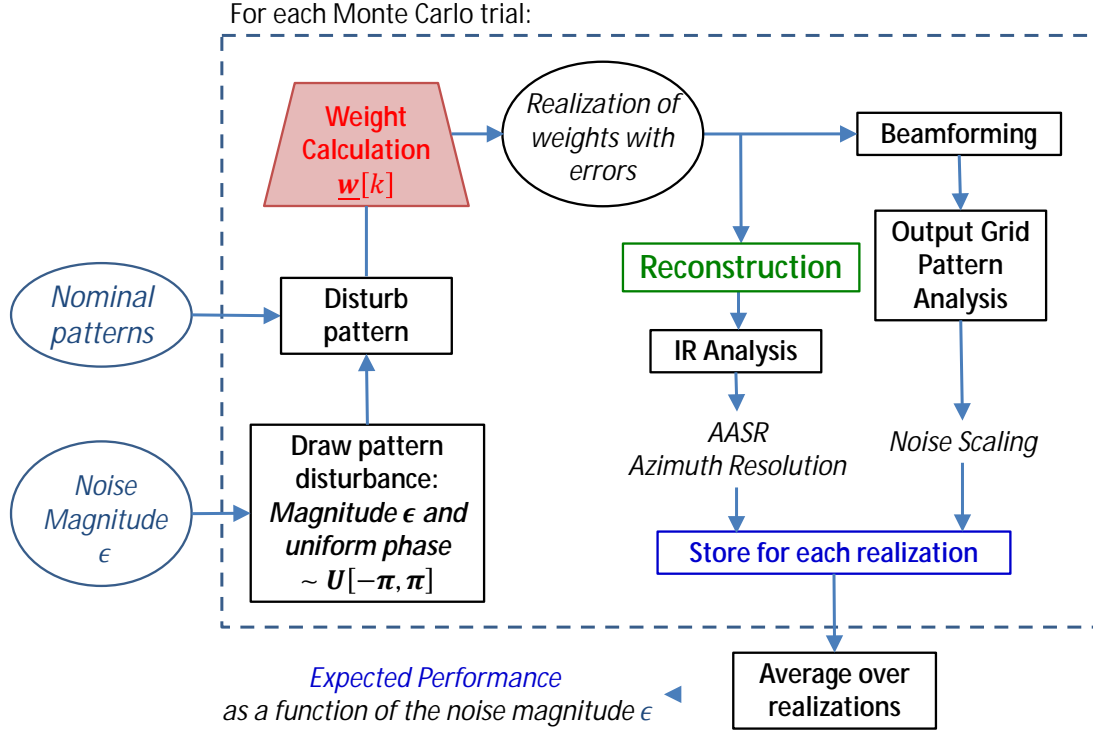 For each Monte Carlo trial:
Weight
Calculation
w[k]
Realization of
weights with
errors
Beamforming
Reconstruction
Output Grid
Pattern
Analysis
Nominal
patterns
Disturb
pattern
IR Analysis
AASR
Azimuth Resolution
Noise Scaling
Noise
Magnitude
ϵ
Draw pattern
disturbance:
Magnitude ϵ and
uniform phase
~ U[−π, π]
Store for each realization
Average over
realizations
Expected Performance
as a function of the noise magnitude ϵ